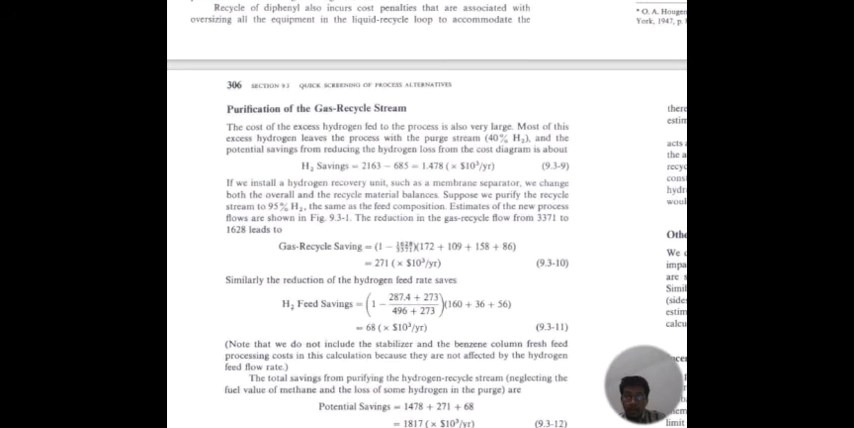 Recycle of diphenyl also incurs cost penalties that are associated with
oversizing all the equipment in the liquid-recycle loop to accommodate the
* O. A. Hougen
York, 1947, p.
306 SECTION 9.3 QUICK SCREENING OF PROCESS ALTERNATIVES
Purification of the Gas-Recycle Stream
The cost of the excess hydrogen fed to the process is also very large. Most of this
excess hydrogen leaves the process with the purge stream (40% H₂), and the
potential savings from reducing the hydrogen loss from the cost diagram is about
H₂ Savings = 2163 − 685 = 1.478 (× $10³/yr) (9.3-9)
If we install a hydrogen recovery unit, such as a membrane separator, we change
both the overall and the recycle material balances. Suppose we purify the recycle
stream to 95% H₂, the same as the feed composition. Estimates of the new process
flows are shown in Fig. 9.3-1. The reduction in the gas-recycle flow from 3371 to
1628 leads to
Gas-Recycle Saving = (1 − 1628/3371)(172 + 109 + 158 + 86)
= 271 (× $10³/yr) (9.3-10)
Similarly the reduction of the hydrogen feed rate saves
H₂ Feed Savings = (1 − (287.4 + 273)/(496 + 273))(160 + 36 + 56)
= 68 (× $10³/yr) (9.3-11)
(Note that we do not include the stabilizer and the benzene column fresh feed
processing costs in this calculation because they are not affected by the hydrogen
feed flow rate.)
The total savings from purifying the hydrogen-recycle stream (neglecting the
fuel value of methane and the loss of some hydrogen in the purge) are
Potential Savings = 1478 + 271 + 68
= 1817 (× $10³/yr) (9.3-12)
there
estim
acts
the a
recyc
cons
hydr
wou
Othe
We c
impa
are s
Simil
(sides
estim
calcu
limit